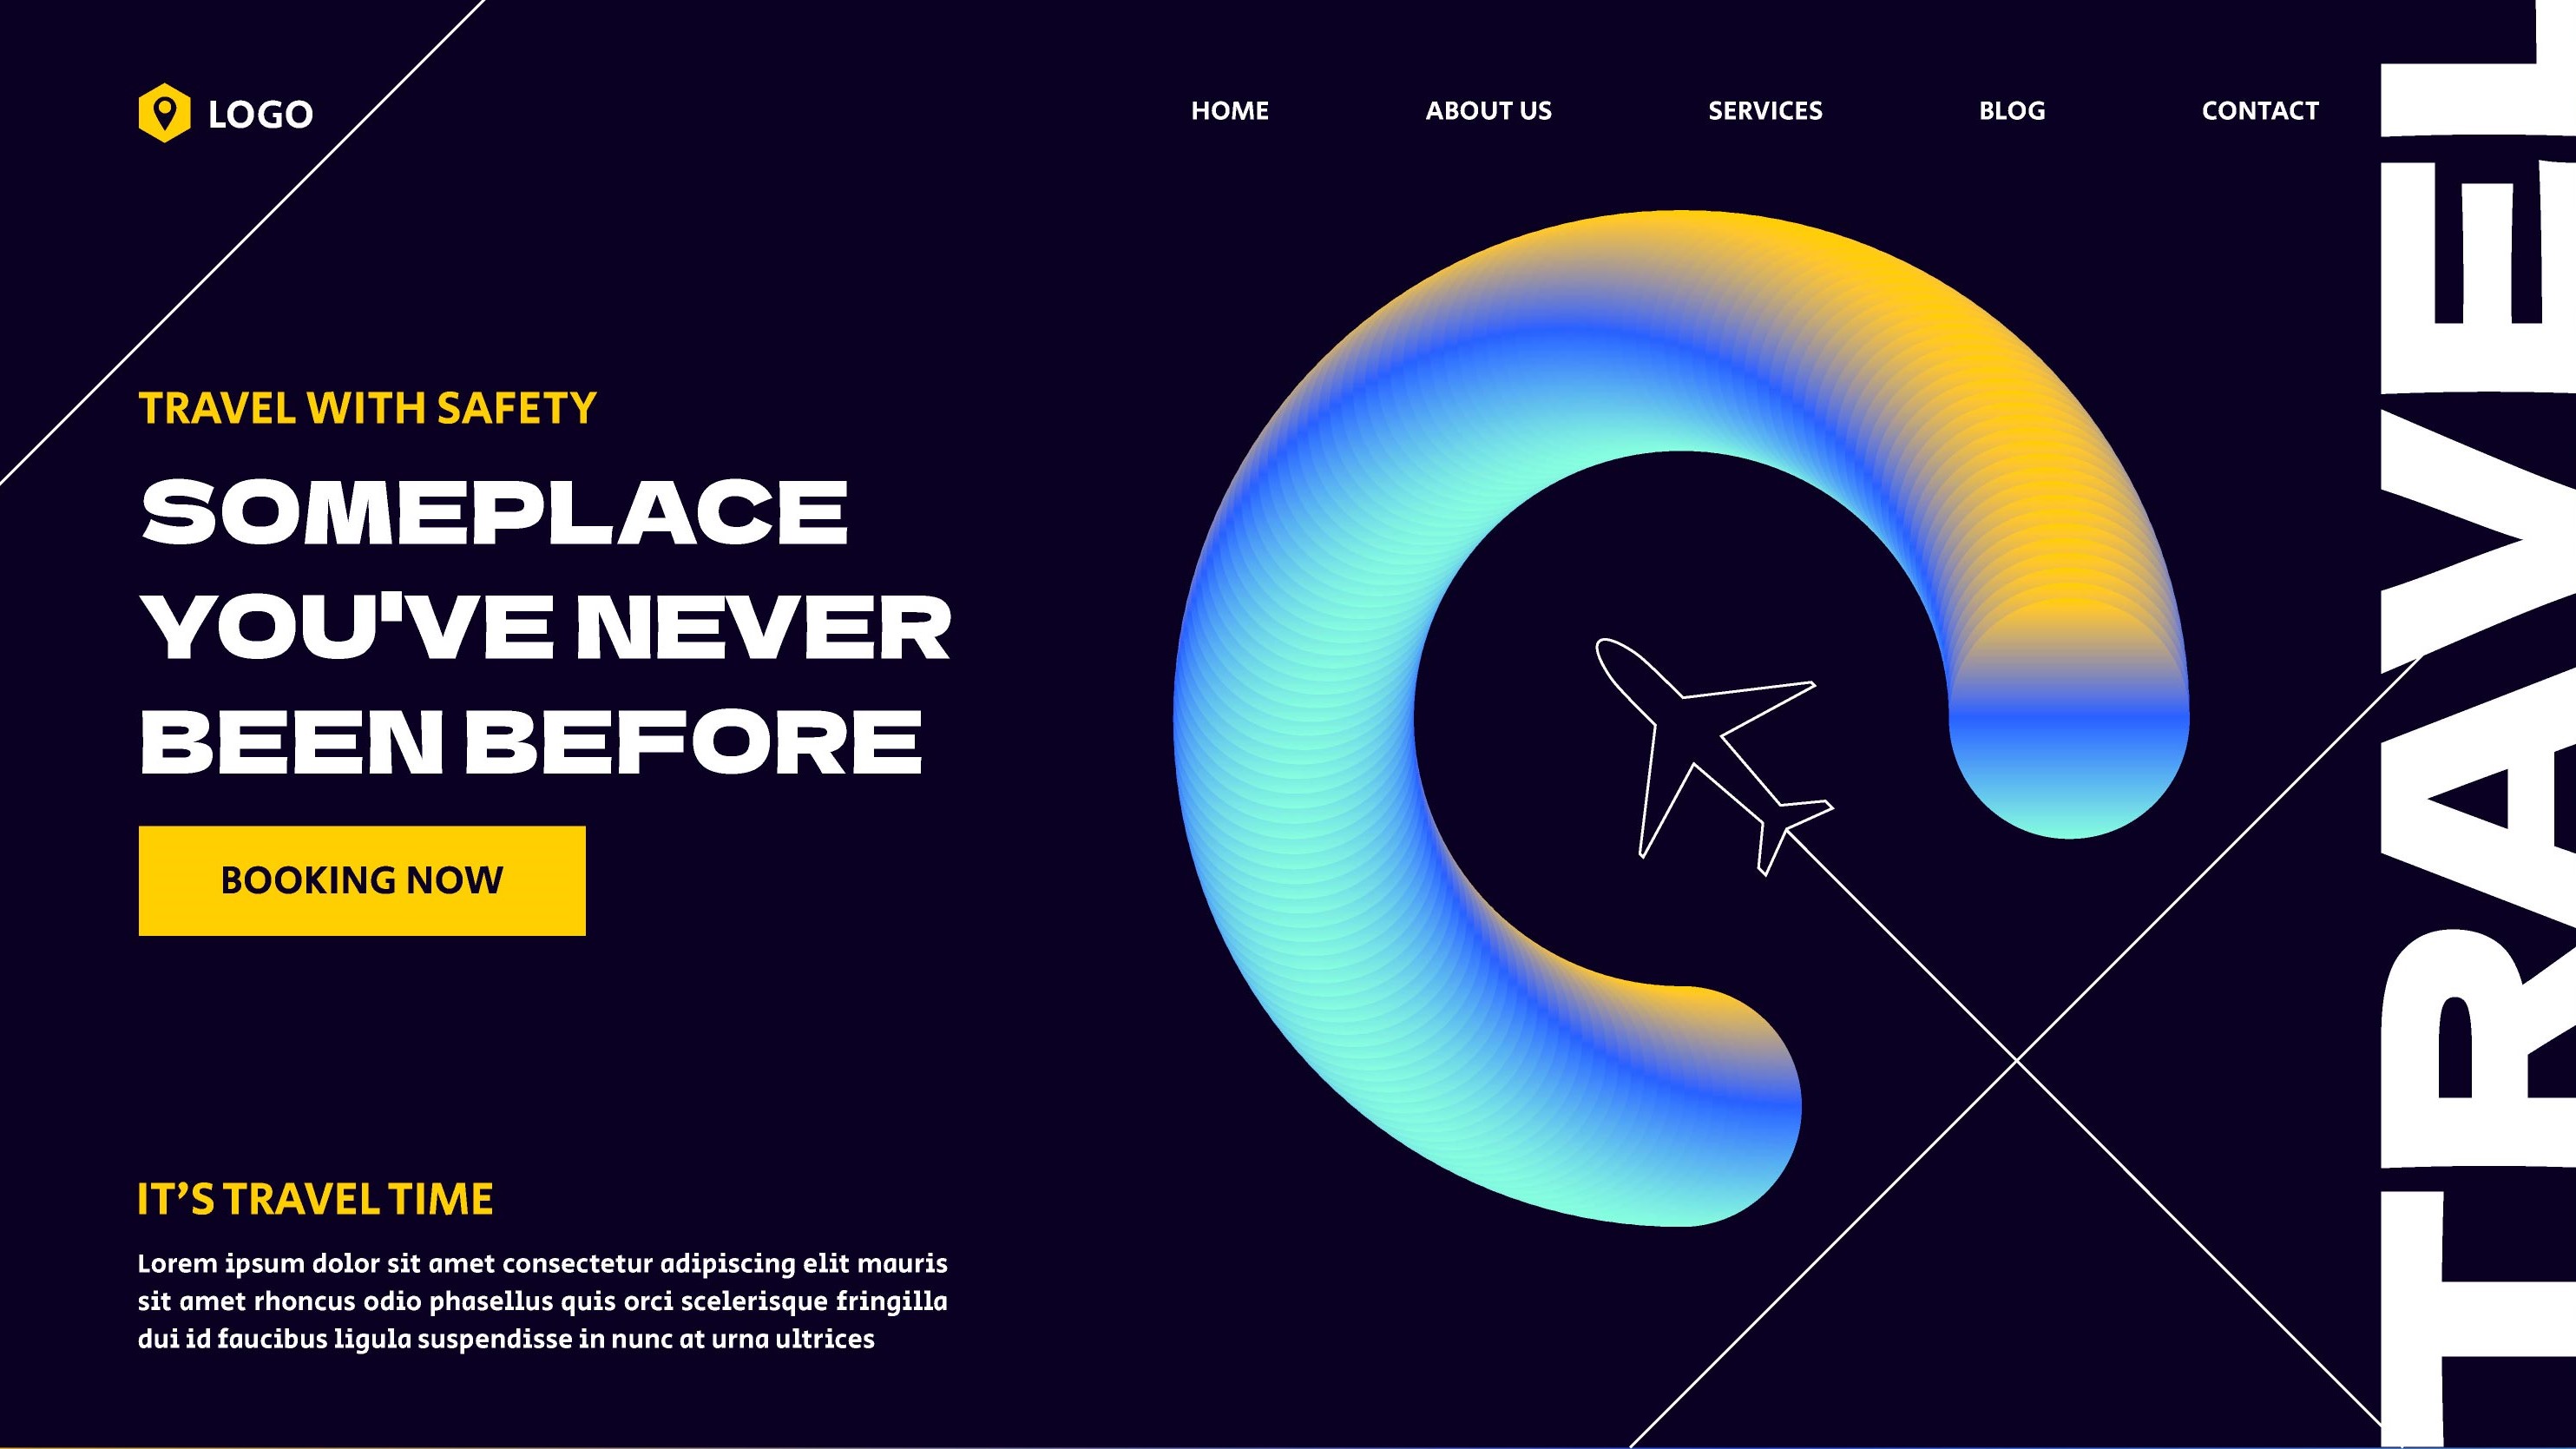 LOGO
HOME
ABOUT US
SERVICES
BLOG
CONTACT
TRAVEL WITH SAFETY
SOMEPLACE
YOU'VE NEVER
BEEN BEFORE
BOOKING NOW
IT’S TRAVEL TIME
Lorem ipsum dolor sit amet consectetur adipiscing elit mauris
sit amet rhoncus odio phasellus quis orci scelerisque fringilla
dui id faucibus ligula suspendisse in nunc at urna ultrices
TRAVEL